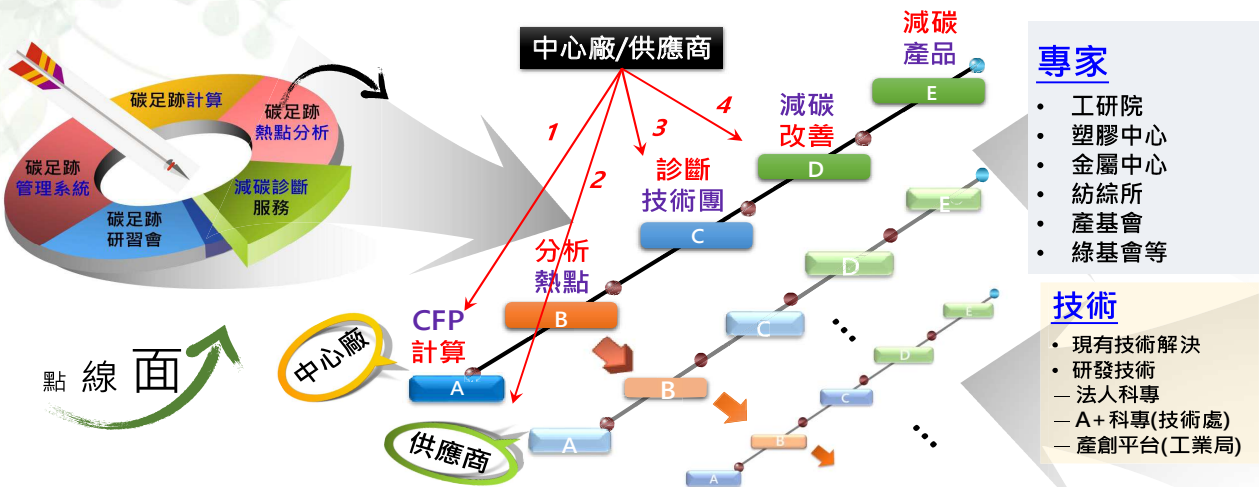 碳足跡計算
碳足跡
熱點分析
碳足跡
管理系統
減碳診斷
服務
碳足跡
研習會
點 線 面
中心廠/供應商
1
2
3
4
減碳
產品
E
減碳
改善
D
診斷
技術團
C
分析
熱點
B
CFP
計算
A
中心廠
供應商
E
D
C
B
A
E
D
C
B
A
專家
• 工研院
• 塑膠中心
• 金屬中心
• 紡綜所
• 產基會
• 綠基會等
技術
• 現有技術解決
• 研發技術
─ 法人科專
─ A+科專(技術處)
─ 產創平台(工業局)